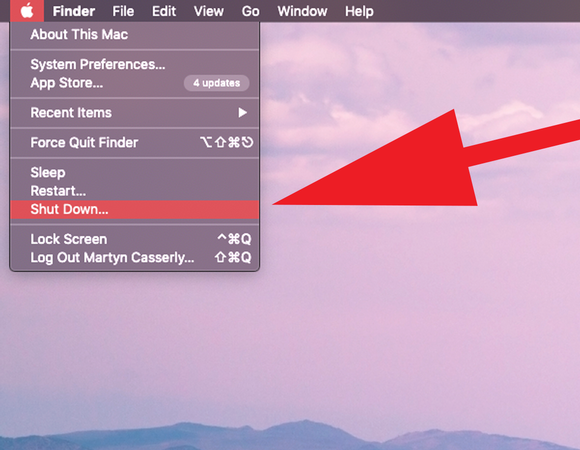 Finder File Edit View Go Window Help
About This Mac
System Preferences...
App Store... 4 updates
Recent Items ▶
Force Quit Finder ⌥⇧⌘⎋
Sleep
Restart...
Shut Down...
Lock Screen ^⌘Q
Log Out Martyn Casserly... ⇧⌘Q